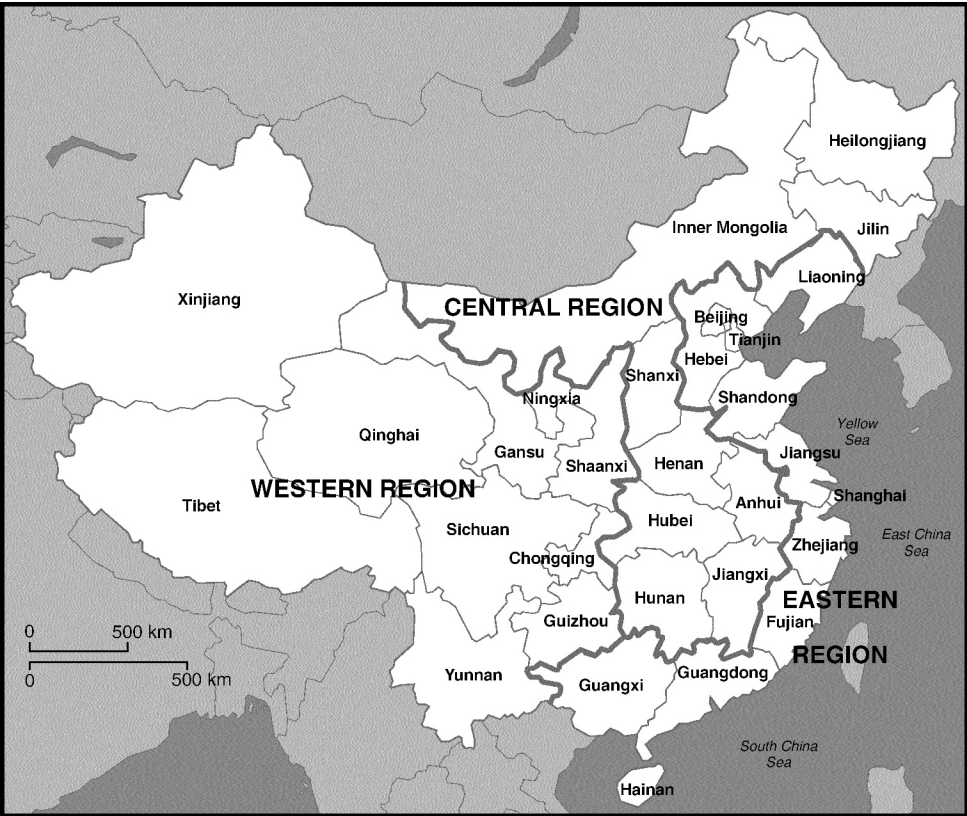 Heilongjiang
Inner Mongolia
Jilin
Liaoning
Xinjiang
CENTRAL REGION
Beijing
Tianjin
Hebei
Shanxi
Ningxia
Shandong
Yellow
Sea
Qinghai
Gansu
Shaanxi
Henan
Jiangsu
WESTERN REGION
Tibet
Anhui
Shanghai
Sichuan
Hubei
East China
Sea
Chongqing
Zhejiang
Jiangxi
Hunan
EASTERN
Guizhou
Fujian
0 500 km
REGION
0 500 km
Yunnan
Guangxi
Guangdong
South China
Sea
Hainan